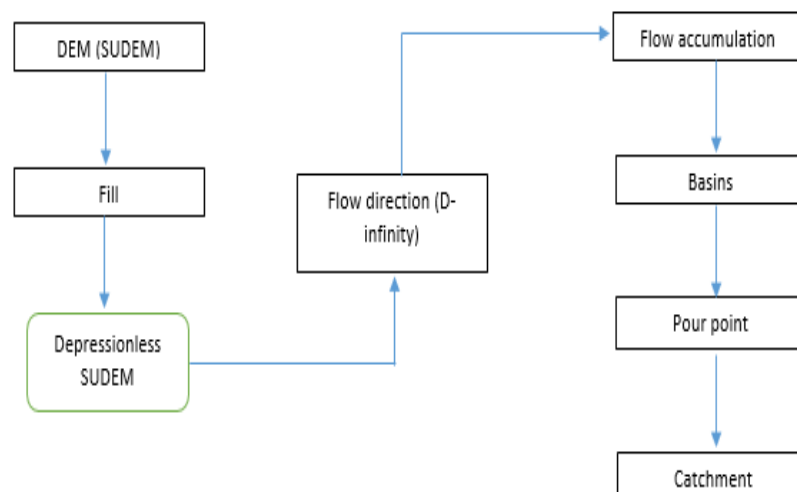 DEM (SUDEM)
Fill
Depressionless
SUDEM
Flow direction (D-
infinity)
Flow accumulation
Basins
Pour point
Catchment